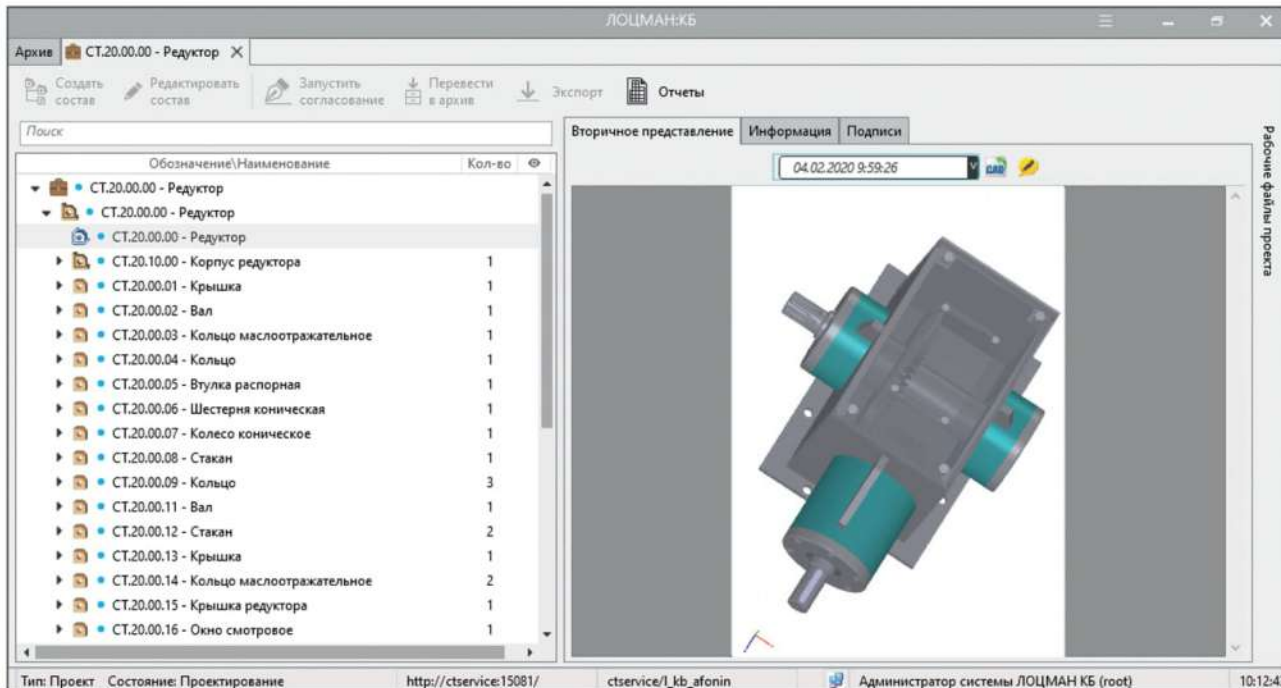 ЛОЦМАН:КБ
Архив СТ.20.00.00 - Редуктор
Создать состав Редактировать состав Запустить согласование Перевести в архив Экспорт Отчеты
Поиск
Обозначение\Наименование Кол-во
СТ.20.00.00 - Редуктор
СТ.20.00.00 - Редуктор
СТ.20.00.00 - Редуктор
СТ.20.10.00 - Корпус редуктора 1
СТ.20.00.01 - Крышка 1
СТ.20.00.02 - Вал 1
СТ.20.00.03 - Кольцо маслоотражательное 1
СТ.20.00.04 - Кольцо 1
СТ.20.00.05 - Втулка распорная 1
СТ.20.00.06 - Шестерня коническая 1
СТ.20.00.07 - Колесо коническое 1
СТ.20.00.08 - Стакан 1
СТ.20.00.09 - Кольцо 3
СТ.20.00.11 - Вал 1
СТ.20.00.12 - Стакан 2
СТ.20.00.13 - Крышка 1
СТ.20.00.14 - Кольцо маслоотражательное 2
СТ.20.00.15 - Крышка редуктора 1
СТ.20.00.16 - Окно смотровое 1
Вторичное представление Информация Подписи
04.02.2020 9:59:26
CAD
Рабочие файлы проекта
Тип: Проект Состояние: Проектирование http://ctservice:15081/ ctservice/l_kb_afonin Администратор системы ЛОЦМАН КБ (root) 10:12:4